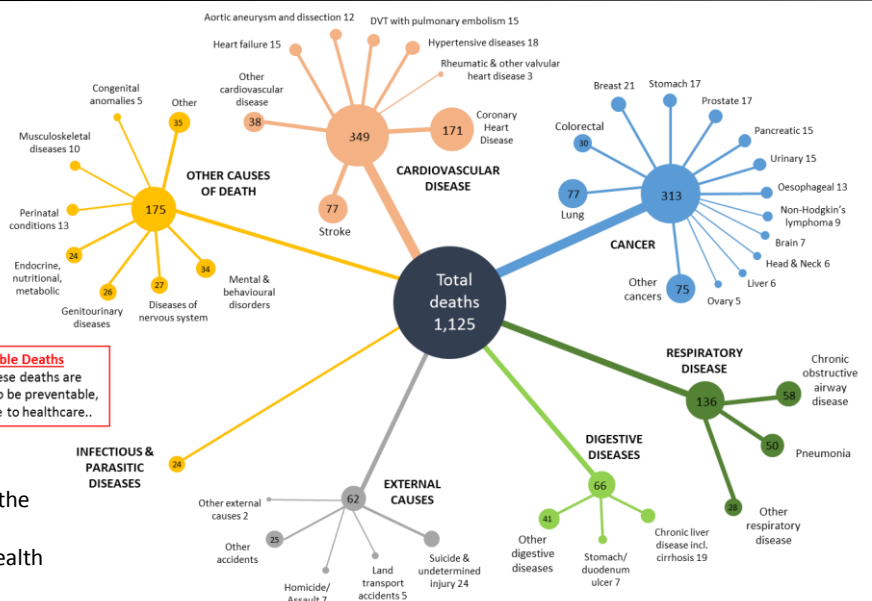 Aortic aneurysm and dissection 12
DVT with pulmonary embolism 15
Heart failure 15
Hypertensive diseases 18
Rheumatic & other valvular
heart disease 3
Other
cardiovascular
disease
38
349
171
Coronary
Heart
Disease
CARDIOVASCULAR
DISEASE
77
Stroke
Congenital
anomalies 5
Other
35
Musculoskeletal
diseases 10
OTHER CAUSES
OF DEATH
175
Perinatal
conditions 13
24
Endocrine,
nutritional,
metabolic
26
Genitourinary
diseases
27
Diseases of
nervous system
34
Mental &
behavioural
disorders
Breast 21
Stomach 17
Prostate 17
Colorectal
30
Pancreatic 15
Urinary 15
77
Lung
313
Oesophageal 13
Non-Hodgkin's
lymphoma 9
CANCER
Brain 7
Head & Neck 6
Liver 6
Other
cancers
75
Ovary 5
Total
deaths
1,125
ble Deaths
ese deaths are
o be preventable,
e to healthcare..
RESPIRATORY
DISEASE
136
58
Chronic
obstructive
airway
disease
50
Pneumonia
28
Other
respiratory
disease
INFECTIOUS &
PARASITIC
DISEASES
24
DIGESTIVE
DISEASES
66
41
Other
digestive
diseases
Stomach/
duodenum
ulcer 7
Chronic liver
disease incl.
cirrhosis 19
EXTERNAL
CAUSES
62
Other external
causes 2
25
Other
accidents
Homicide/
Assault 7
Land
transport
accidents 5
Suicide &
undetermined
injury 24
the
ealth